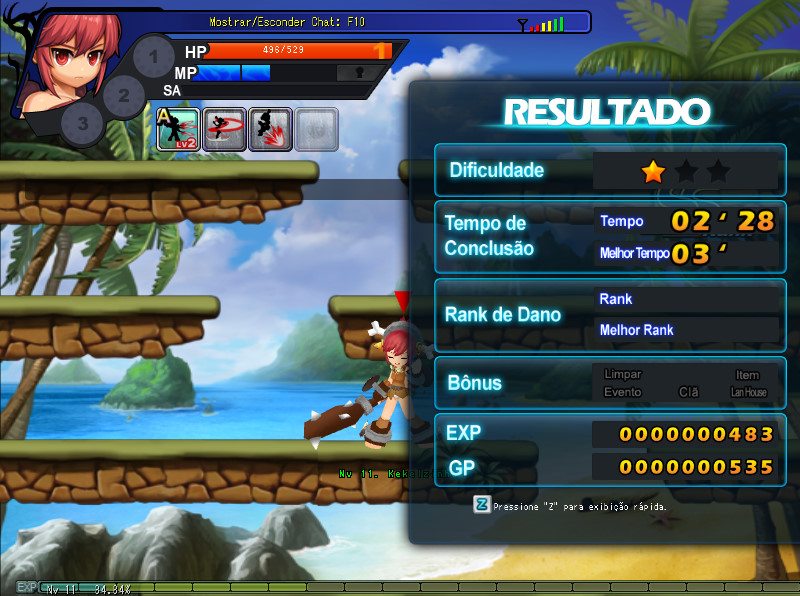 Mostrar/Esconder Chat: F10
HP 496/529 1
MP
SA
1
2
3
A
Lv2
RESULTADO
Dificuldade
Tempo de Conclusão
Tempo 02‘28
Melhor Tempo 03‘
Rank de Dano
Rank
Melhor Rank
Bônus
Limpar Item
Evento Clã Lan House
EXP 0000000483
GP 0000000535
Nv 11.
Z Pressione "Z" para exibição rápida.
EXP Nv 11 34.34%